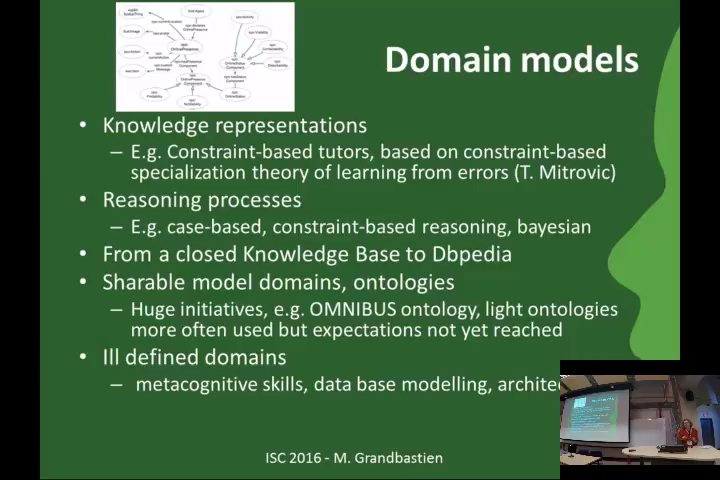 Domain models
• Knowledge representations
– E.g. Constraint-based tutors, based on constraint-based
specialization theory of learning from errors (T. Mitrovic)
• Reasoning processes
– E.g. case-based, constraint-based reasoning, bayesian
• From a closed Knowledge Base to Dbpedia
• Sharable model domains, ontologies
– Huge initiatives, e.g. OMNIBUS ontology, light ontologies
more often used but expectations not yet reached
• Ill defined domains
– metacognitive skills, data base modelling,
ISC 2016 - M. Grandbastien